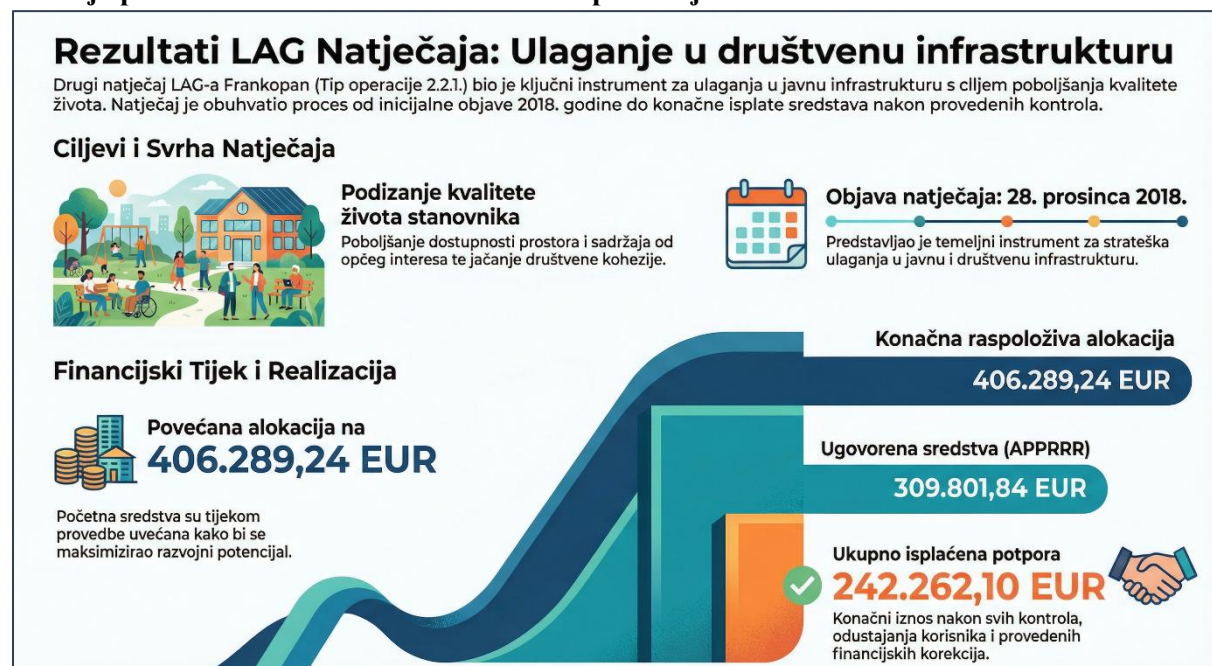 Rezultati LAG Natječaja: Ulaganje u društvenu infrastrukturu
Drugi natječaj LAG-a Frankopan (Tip operacije 2.2.1.) bio je ključni instrument za ulaganja u javnu infrastrukturu s ciljem poboljšanja kvalitete
života. Natječaj je obuhvatio proces od inicijalne objave 2018. godine do konačne isplate sredstava nakon provedenih kontrola.
Ciljevi i Svrha Natječaja
Podizanje kvalitete
života stanovnika
Poboljšanje dostupnosti prostora i sadržaja od
općeg interesa te jačanje društvene kohezije.
Objava natječaja: 28. prosinca 2018.
Predstavljao je temeljni instrument za strateška
ulaganja u javnu i društvenu infrastrukturu.
Financijski Tijek i Realizacija
Povećana alokacija na
406.289,24 EUR
Početna sredstva su tijekom
provedbe uvećana kako bi se
maksimizirao razvojni potencijal.
Konačna raspoloživa alokacija
406.289,24 EUR
Ugovorena sredstva (APPRRR)
309.801,84 EUR
Ukupno isplaćena potpora
242.262,10 EUR
Konačni iznos nakon svih kontrola,
odustajanja korisnika i provedenih
financijskih korekcija.